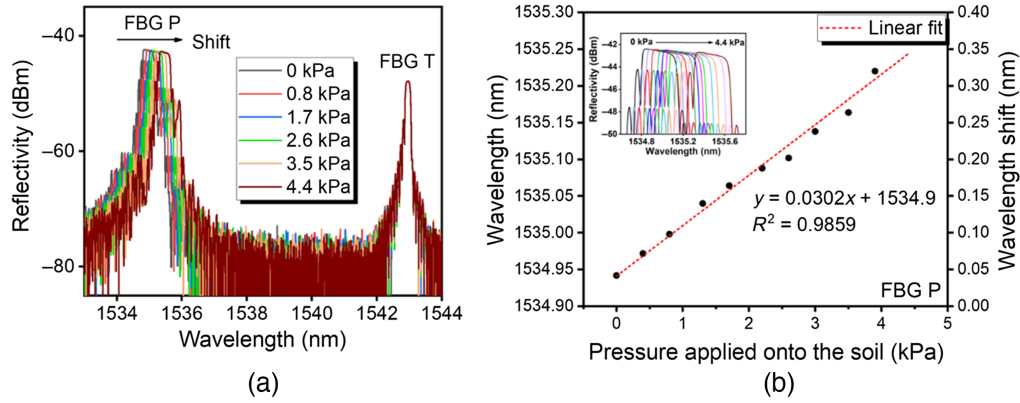 (a)
FBG P
Shift
FBG T
0 kPa
0.8 kPa
1.7 kPa
2.6 kPa
3.5 kPa
4.4 kPa
Reflectivity (dBm)
−40
−60
−80
1534 1536 1538 1540 1542 1544
Wavelength (nm)
(a)
(b)
Linear fit
Wavelength (nm)
1535.30
1535.25
1535.20
1535.15
1535.10
1535.05
1535.00
1534.95
1534.90
0.40
0.35
0.30
0.25
0.20
0.15
0.10
0.05
0.00
Wavelength shift (nm)
0 kPa 4.4 kPa
Reflectivity (dBm)
−42
−44
−46
−48
−50
1534.8 1535.2 1535.6
Wavelength (nm)
y = 0.0302x + 1534.9
R² = 0.9859
FBG P
0 1 2 3 4 5
Pressure applied onto the soil (kPa)
(b)